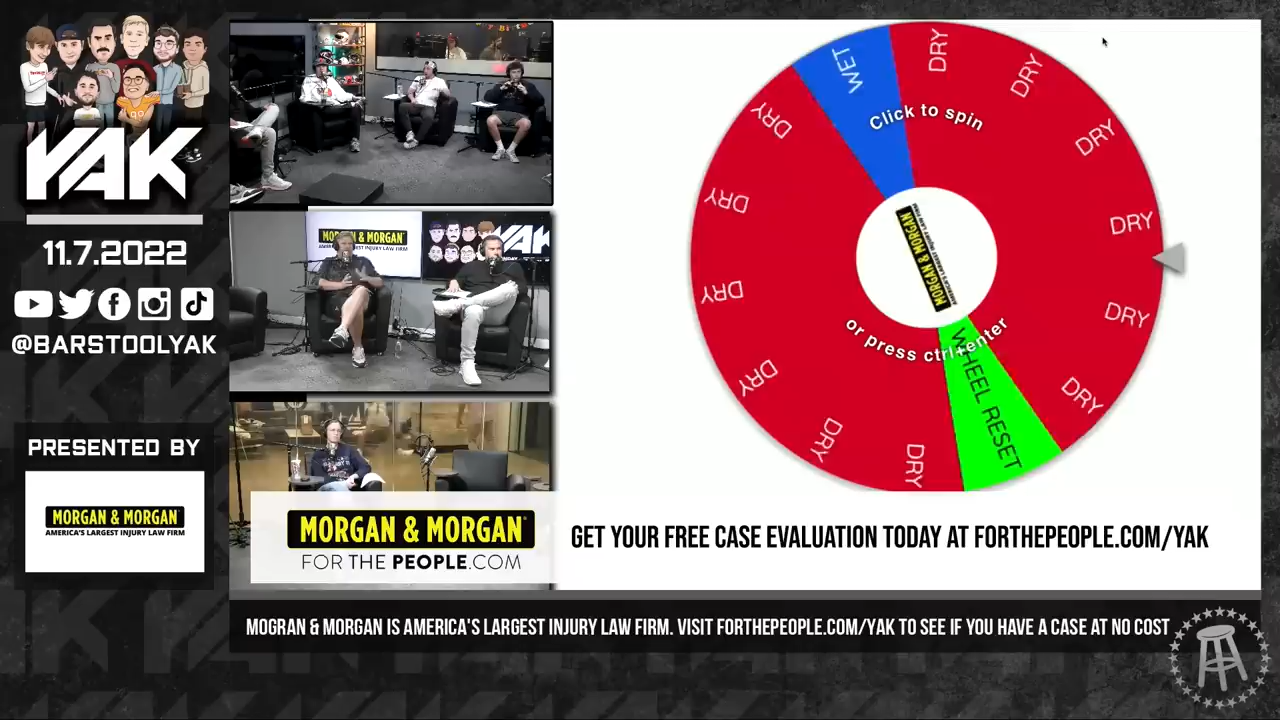 YAK
11.7.2022
@BARSTOOLYAK
PRESENTED BY
MORGAN & MORGAN
AMERICA'S LARGEST INJURY LAW FIRM
MORGAN & MORGAN
YAK
WET
DRY
DRY
DRY
DRY
DRY
DRY
WHEEL RESET
DRY
DRY
DRY
DRY
DRY
DRY
Click to spin
MORGAN & MORGAN
or press ctrl+enter
MORGAN & MORGAN
FOR THE PEOPLE.COM
GET YOUR FREE CASE EVALUATION TODAY AT FORTHEPEOPLE.COM/YAK
MOGRAN & MORGAN IS AMERICA'S LARGEST INJURY LAW FIRM. VISIT FORTHEPEOPLE.COM/YAK TO SEE IF YOU HAVE A CASE AT NO COST